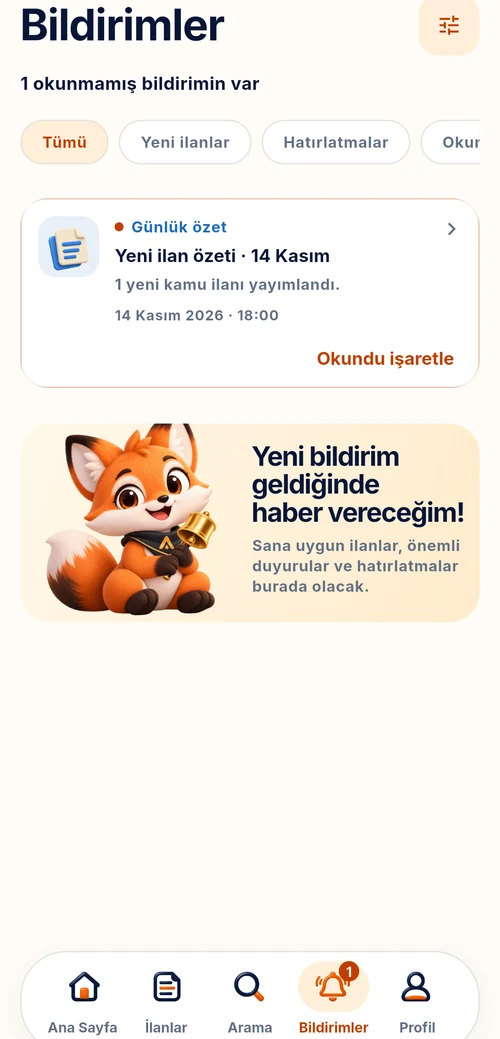 Bildirimler
1 okunmamış bildirimin var
Tümü
Yeni ilanlar
Hatırlatmalar
Okun
Günlük özet
Yeni ilan özeti · 14 Kasım
1 yeni kamu ilanı yayımlandı.
14 Kasım 2026 · 18:00
Okundu işaretle
Yeni bildirim
geldiğinde
haber vereceğim!
Sana uygun ilanlar, önemli
duyurular ve hatırlatmalar
burada olacak.
1
Ana Sayfa
İlanlar
Arama
Bildirimler
Profil